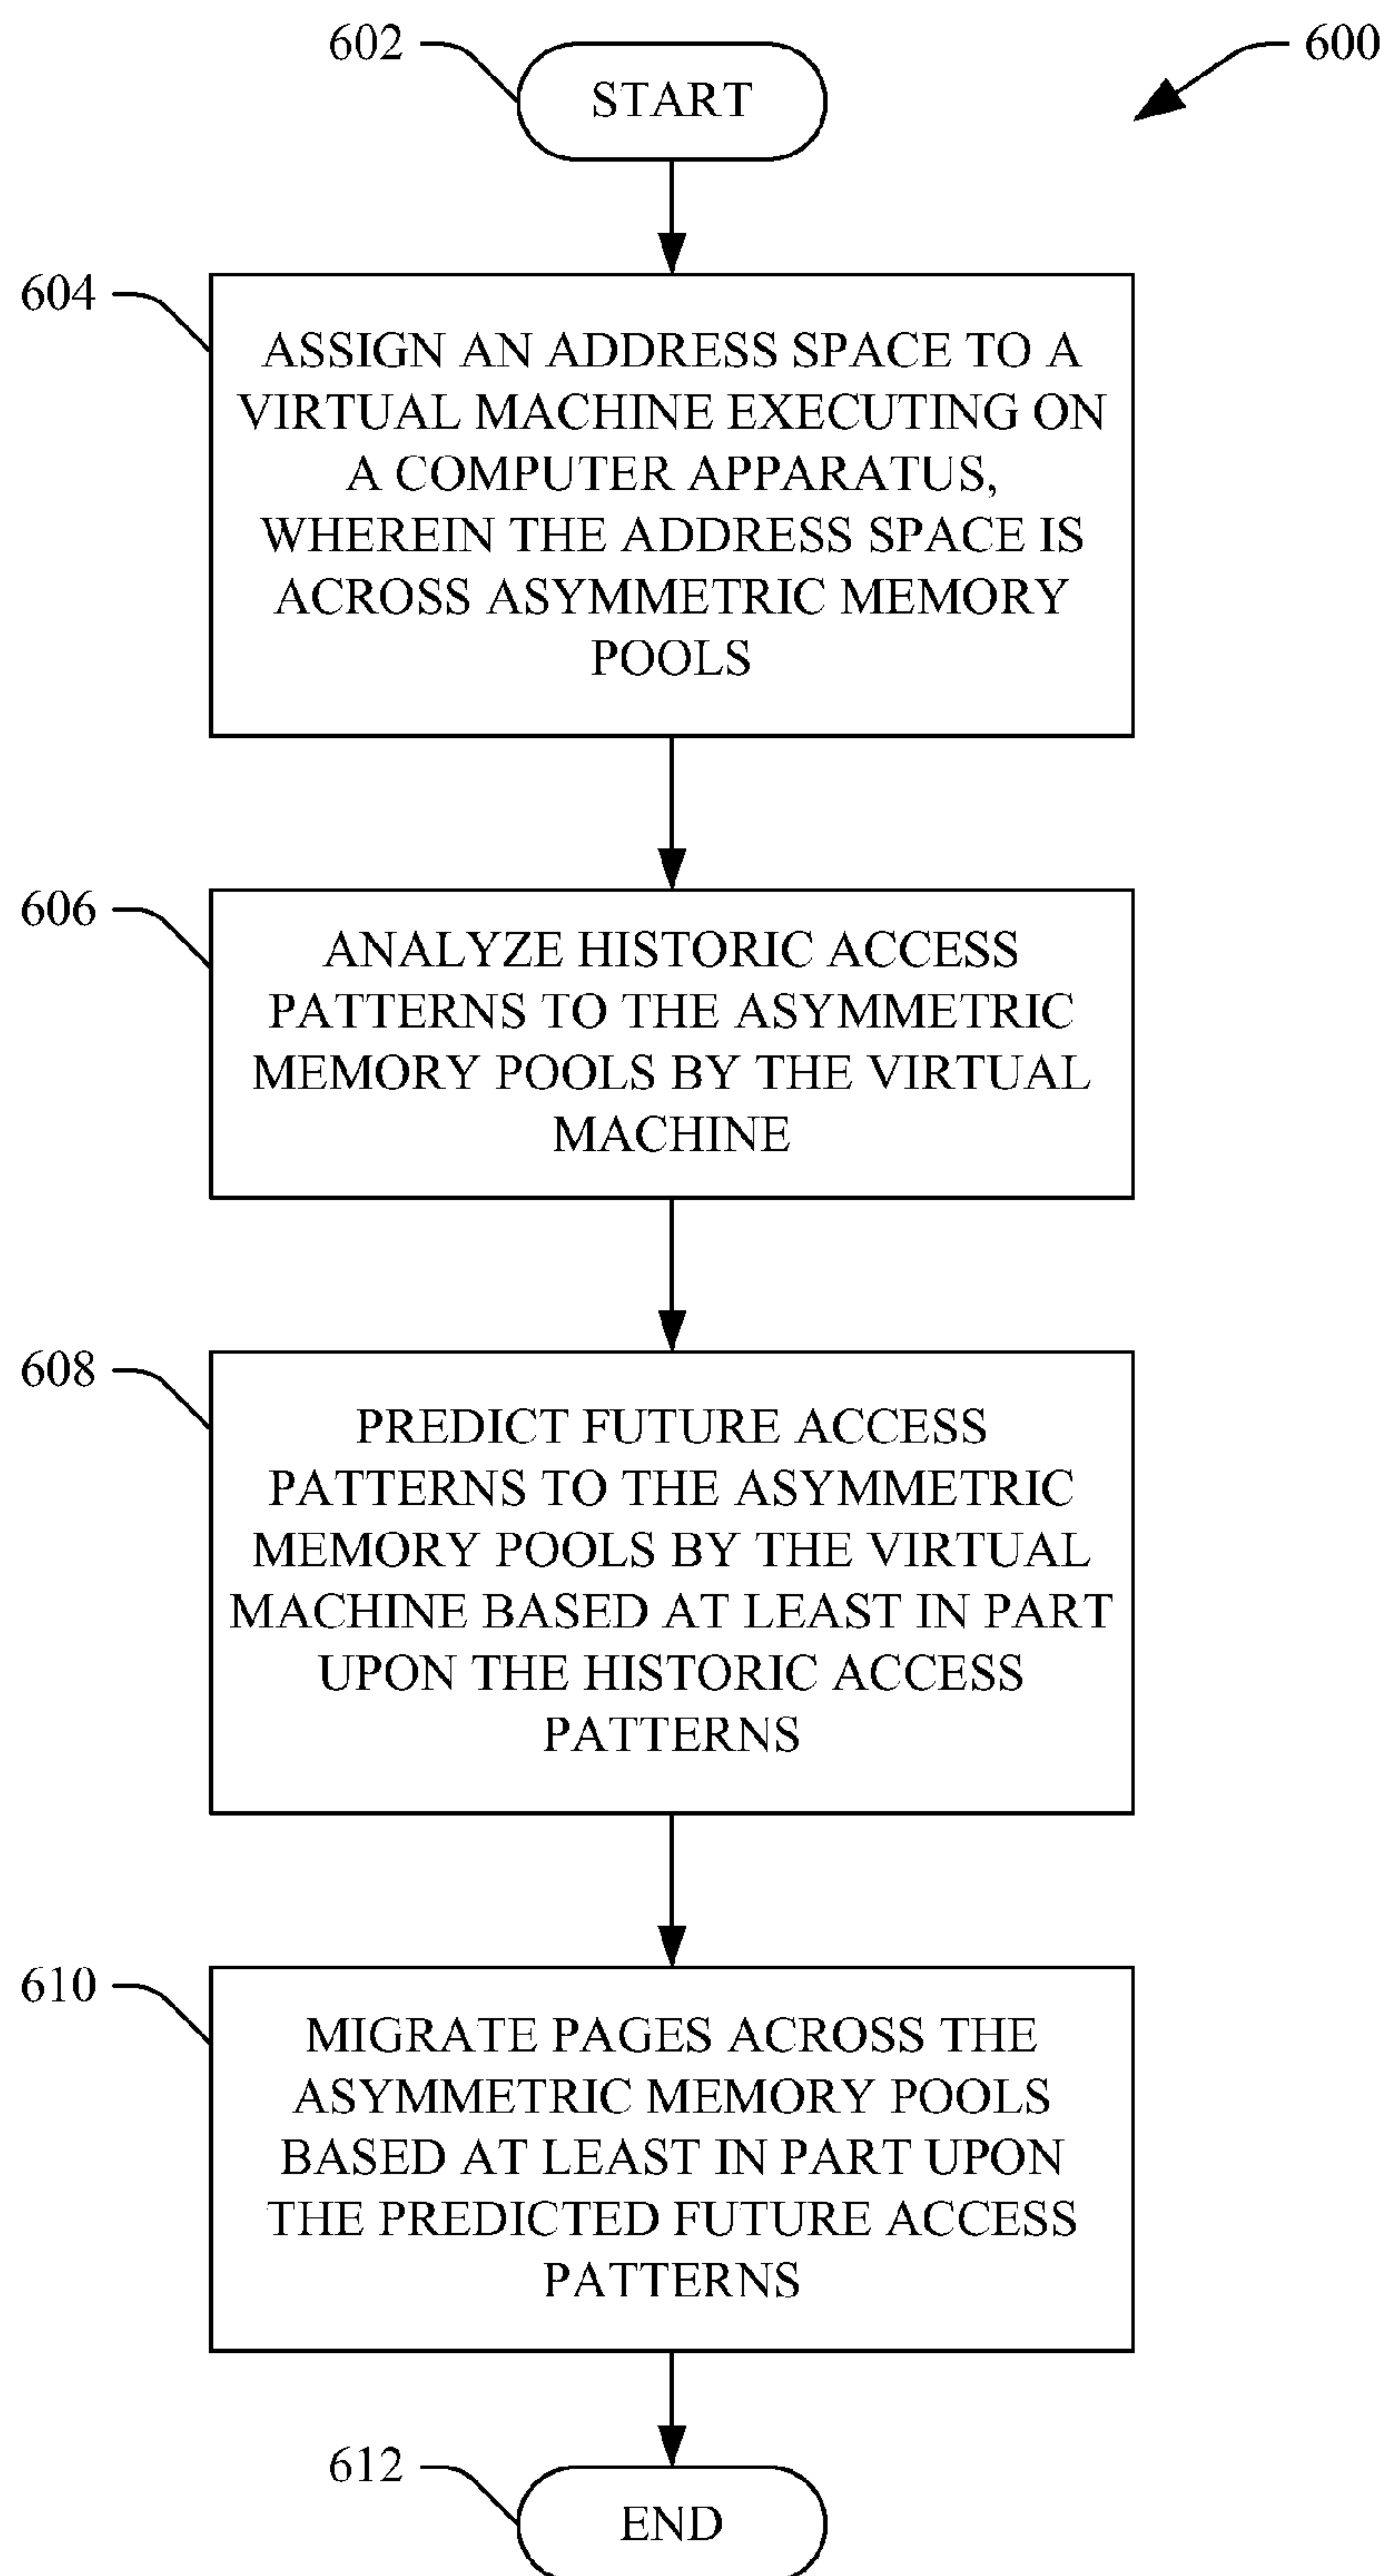 602
START
600
604
ASSIGN AN ADDRESS SPACE TO A
VIRTUAL MACHINE EXECUTING ON
A COMPUTER APPARATUS,
WHEREIN THE ADDRESS SPACE IS
ACROSS ASYMMETRIC MEMORY
POOLS
606
ANALYZE HISTORIC ACCESS
PATTERNS TO THE ASYMMETRIC
MEMORY POOLS BY THE VIRTUAL
MACHINE
608
PREDICT FUTURE ACCESS
PATTERNS TO THE ASYMMETRIC
MEMORY POOLS BY THE VIRTUAL
MACHINE BASED AT LEAST IN PART
UPON THE HISTORIC ACCESS
PATTERNS
610
MIGRATE PAGES ACROSS THE
ASYMMETRIC MEMORY POOLS
BASED AT LEAST IN PART UPON
THE PREDICTED FUTURE ACCESS
PATTERNS
612
END